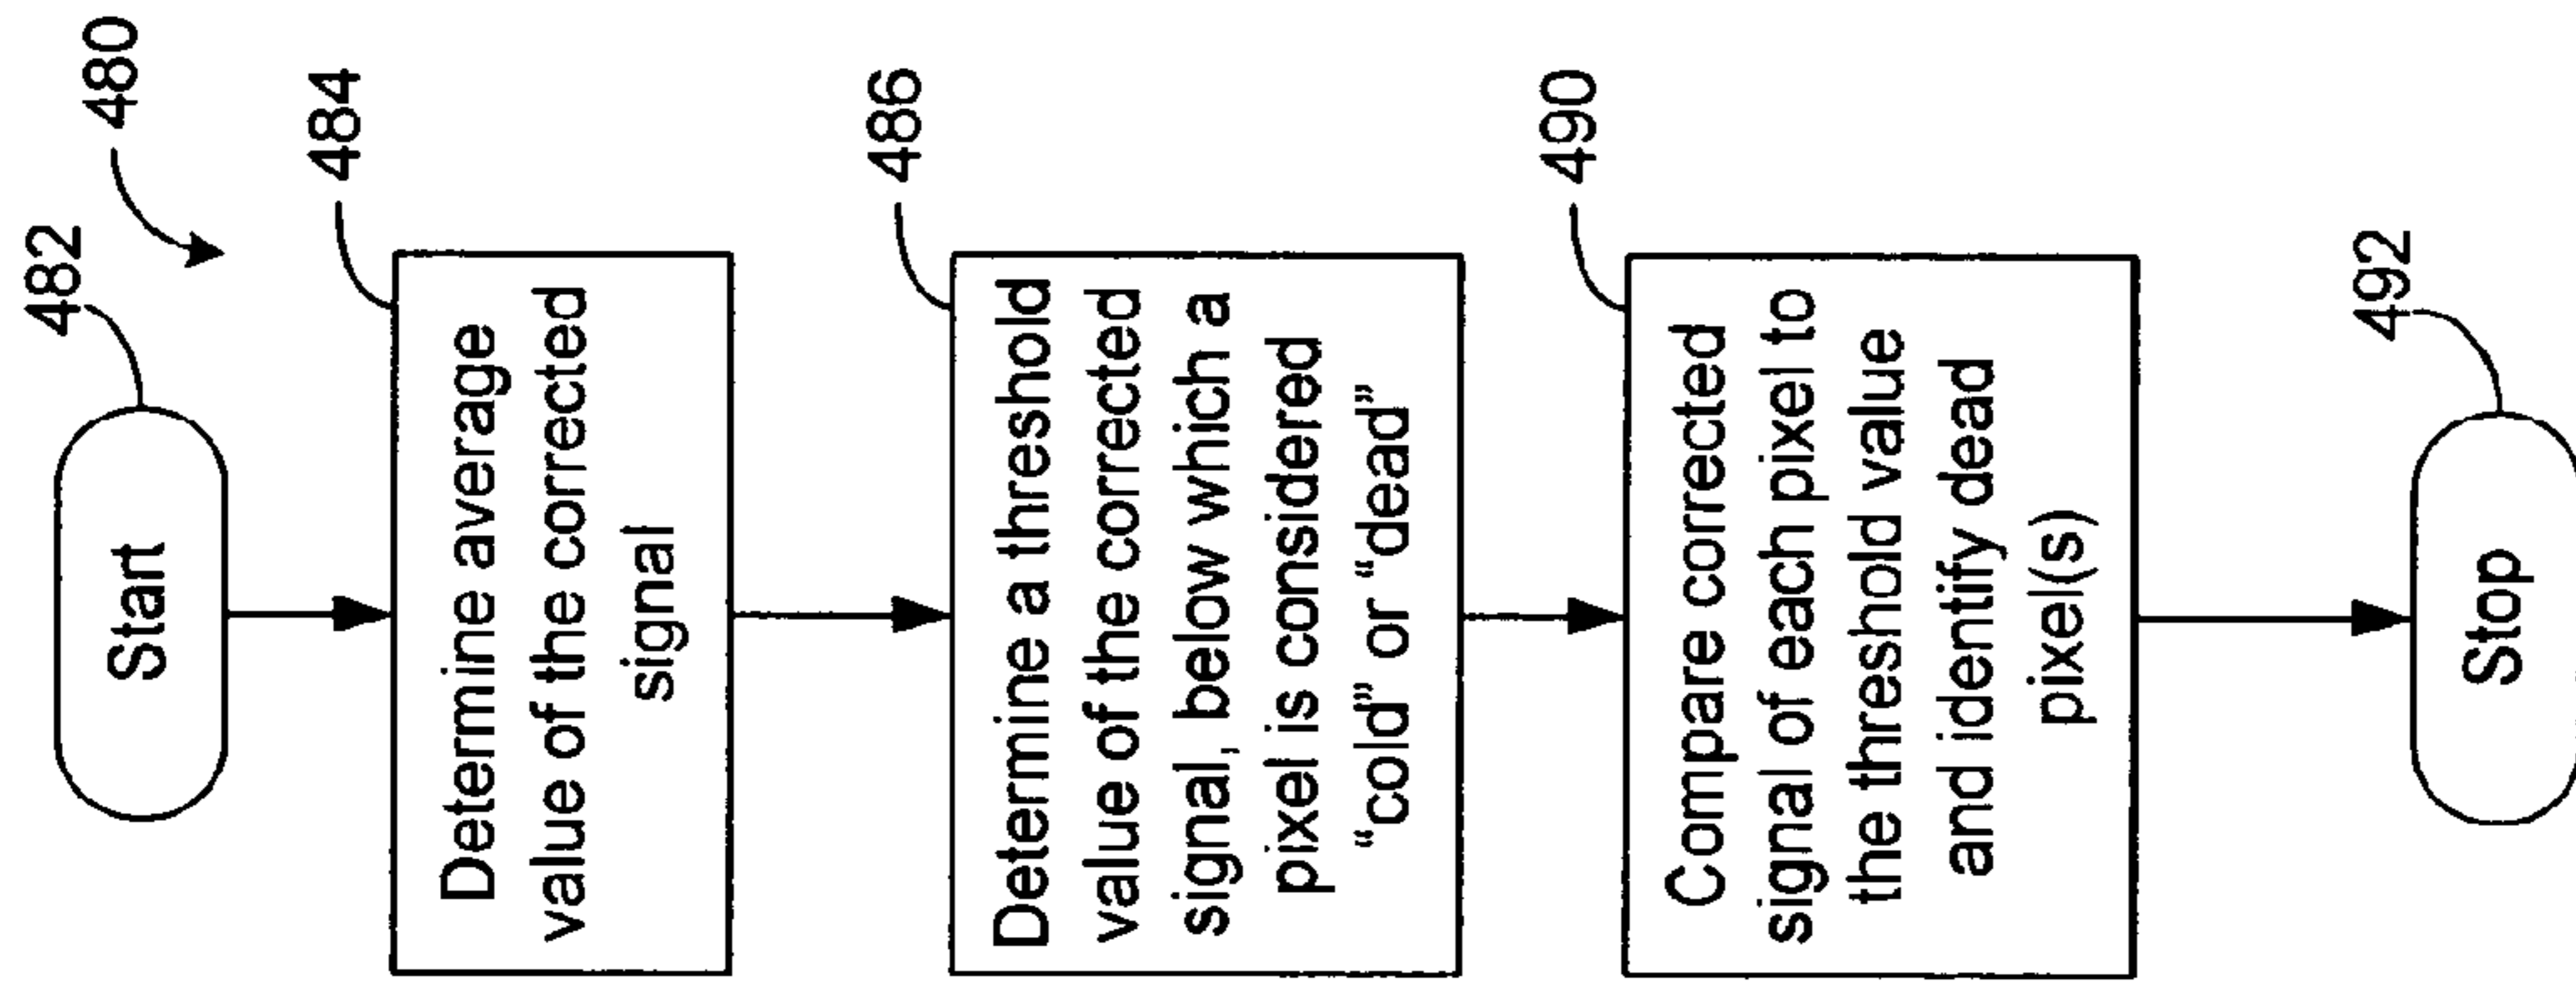 480
482
Start
484
Determine average
value of the corrected
signal
486
Determine a threshold
value of the corrected
signal, below which a
pixel is considered
“cold” or “dead”
490
Compare corrected
signal of each pixel to
the threshold value
and identify dead
pixel(s)
492
Stop